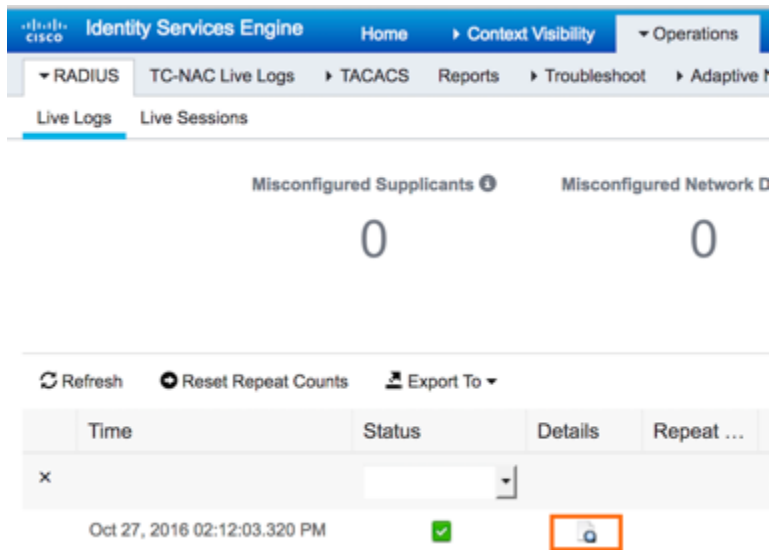 cisco Identity Services Engine Home Context Visibility Operations
RADIUS TC-NAC Live Logs TACACS Reports Troubleshoot Adaptive
Live Logs Live Sessions
Misconfigured Supplicants Misconfigured Network D
0 0
Refresh Reset Repeat Counts Export To
Time Status Details Repeat ...
Oct 27, 2016 02:12:03.320 PM